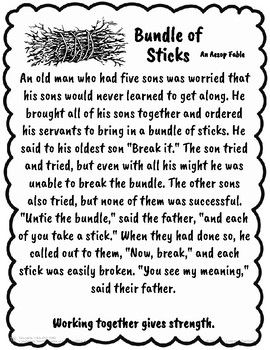 Bundle of
Sticks An Aesop Fable
An old man who had five sons was worried that
his sons would never learned to get along. He
brought all of his sons together and ordered
his servants to bring in a bundle of sticks. He
said to his oldest son "Break it." The son tried
and tried, but even with all his might he was
unable to break the bundle. The other sons
also tried, but none of them was successful.
"Untie the bundle," said the father, "and each
of you take a stick." When they had done so, he
called out to them, "Now, break," and each
stick was easily broken. "You see my meaning,"
said their father.
Working together gives strength.